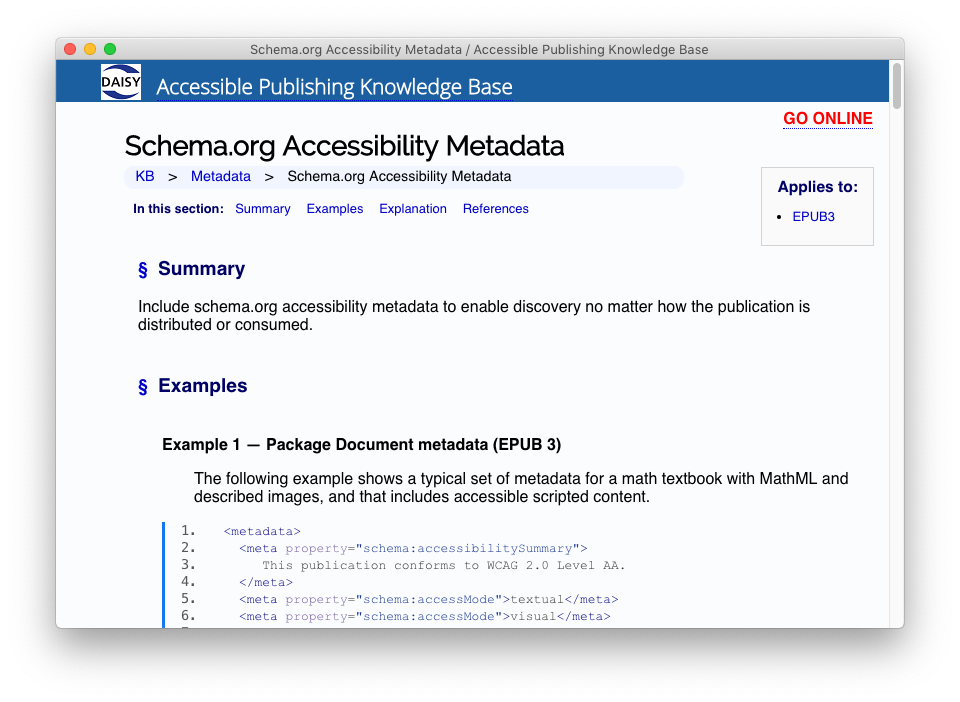 Schema.org Accessibility Metadata / Accessible Publishing Knowledge Base
DAISY Accessible Publishing Knowledge Base
GO ONLINE
Schema.org Accessibility Metadata
KB > Metadata > Schema.org Accessibility Metadata
In this section: Summary Examples Explanation References
Applies to:
• EPUB3
§ Summary
Include schema.org accessibility metadata to enable discovery no matter how the publication is
distributed or consumed.
§ Examples
Example 1 — Package Document metadata (EPUB 3)
The following example shows a typical set of metadata for a math textbook with MathML and
described images, and that includes accessible scripted content.
1. <metadata>
2. <meta property="schema:accessibilitySummary">
3. This publication conforms to WCAG 2.0 Level AA.
4. </meta>
5. <meta property="schema:accessMode">textual</meta>
6. <meta property="schema:accessMode">visual</meta>